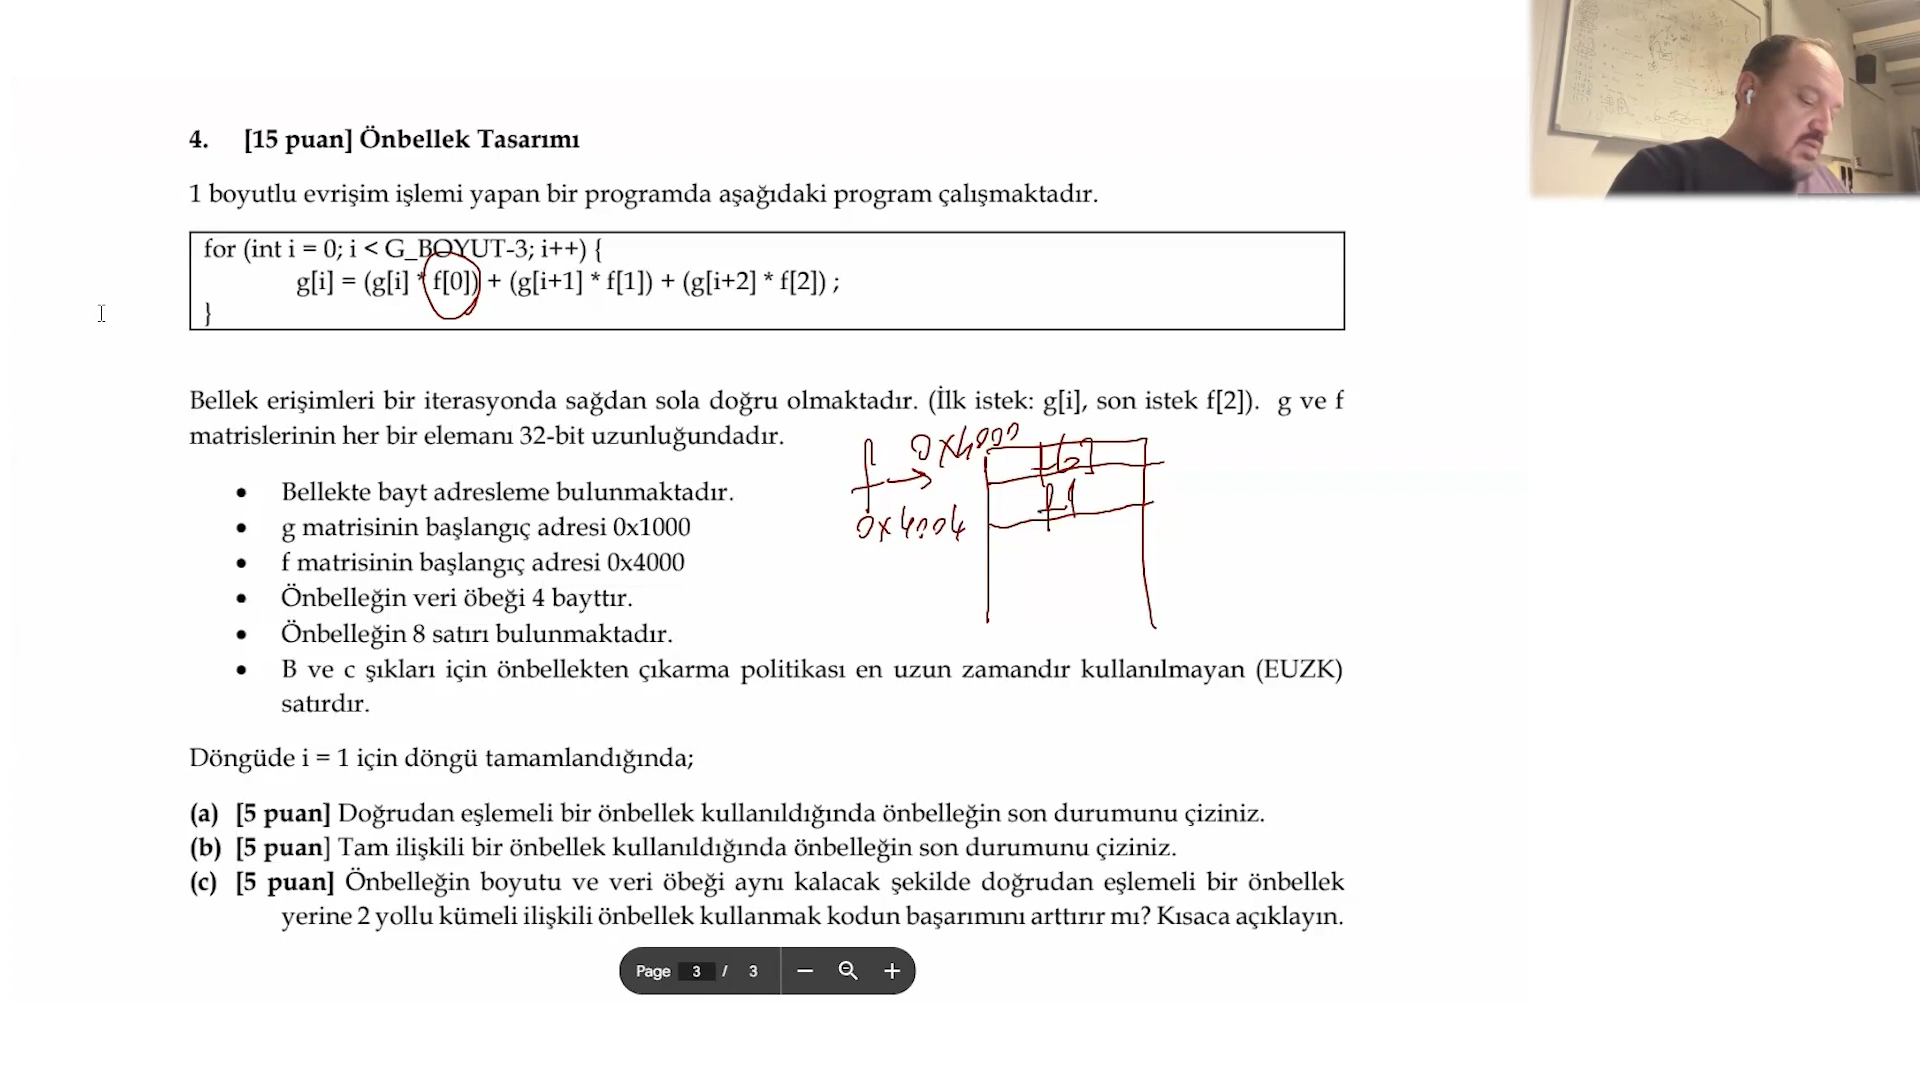 4. [15 puan] Önbellek Tasarımı
1 boyutlu evrişim işlemi yapan bir programda aşağıdaki program çalışmaktadır.
for (int i = 0; i < G_BOYUT-3; i++) {
g[i] = (g[i] * f[0]) + (g[i+1] * f[1]) + (g[i+2] * f[2]) ;
}
Bellek erişimleri bir iterasyonda sağdan sola doğru olmaktadır. (İlk istek: g[i], son istek f[2]). g ve f
matrislerinin her bir elemanı 32-bit uzunluğundadır.
f 0x4000
0x4004
• Bellekte bayt adresleme bulunmaktadır.
• g matrisinin başlangıç adresi 0x1000
• f matrisinin başlangıç adresi 0x4000
• Önbelleğin veri öbeği 4 bayttır.
• Önbelleğin 8 satırı bulunmaktadır.
• B ve c şıkları için önbellekten çıkarma politikası en uzun zamandır kullanılmayan (EUZK)
satırdır.
Döngüde i = 1 için döngü tamamlandığında;
(a) [5 puan] Doğrudan eşlemeli bir önbellek kullanıldığında önbelleğin son durumunu çiziniz.
(b) [5 puan] Tam ilişkili bir önbellek kullanıldığında önbelleğin son durumunu çiziniz.
(c) [5 puan] Önbelleğin boyutu ve veri öbeği aynı kalacak şekilde doğrudan eşlemeli bir önbellek
yerine 2 yollu kümeli ilişkili önbellek kullanmak kodun başarımını arttırır mı? Kısaca açıklayın.
Page 3 / 3